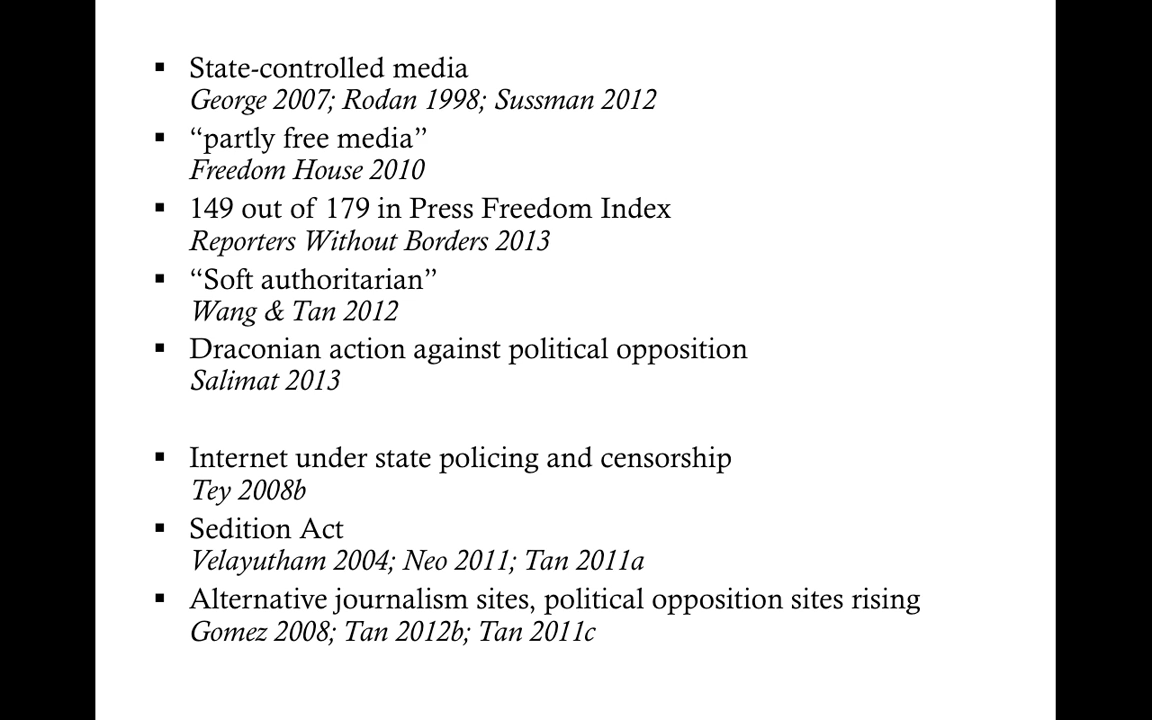 ▪ State-controlled media
George 2007; Rodan 1998; Sussman 2012
▪ “partly free media”
Freedom House 2010
▪ 149 out of 179 in Press Freedom Index
Reporters Without Borders 2013
▪ “Soft authoritarian”
Wang & Tan 2012
▪ Draconian action against political opposition
Salimat 2013
▪ Internet under state policing and censorship
Tey 2008b
▪ Sedition Act
Velayutham 2004; Neo 2011; Tan 2011a
▪ Alternative journalism sites, political opposition sites rising
Gomez 2008; Tan 2012b; Tan 2011c